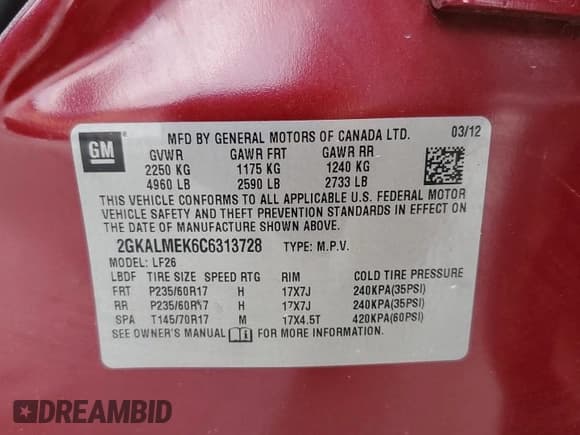 GM
MFD BY GENERAL MOTORS OF CANADA LTD. 03/12
GVWR GAWR FRT GAWR RR
2250 KG 1175 KG 1240 KG
4960 LB 2590 LB 2733 LB
THIS VEHICLE CONFORMS TO ALL APPLICABLE U.S. FEDERAL MOTOR
VEHICLE SAFETY AND THEFT PREVENTION STANDARDS IN EFFECT ON
THE DATE OF MANUFACTURE SHOWN ABOVE.
2GKALMEK6C6313728 TYPE: M.P.V.
MODEL: LF26
LBDF TIRE SIZE SPEED RTG RIM COLD TIRE PRESSURE
FRT P235/60R17 H 17X7J 240KPA(35PSI)
RR P235/60R17 H 17X7J 240KPA(35PSI)
SPA T145/70R17 M 17X4.5T 420KPA(60PSI)
SEE OWNER'S MANUAL i FOR MORE INFORMATION.
DREAMBID